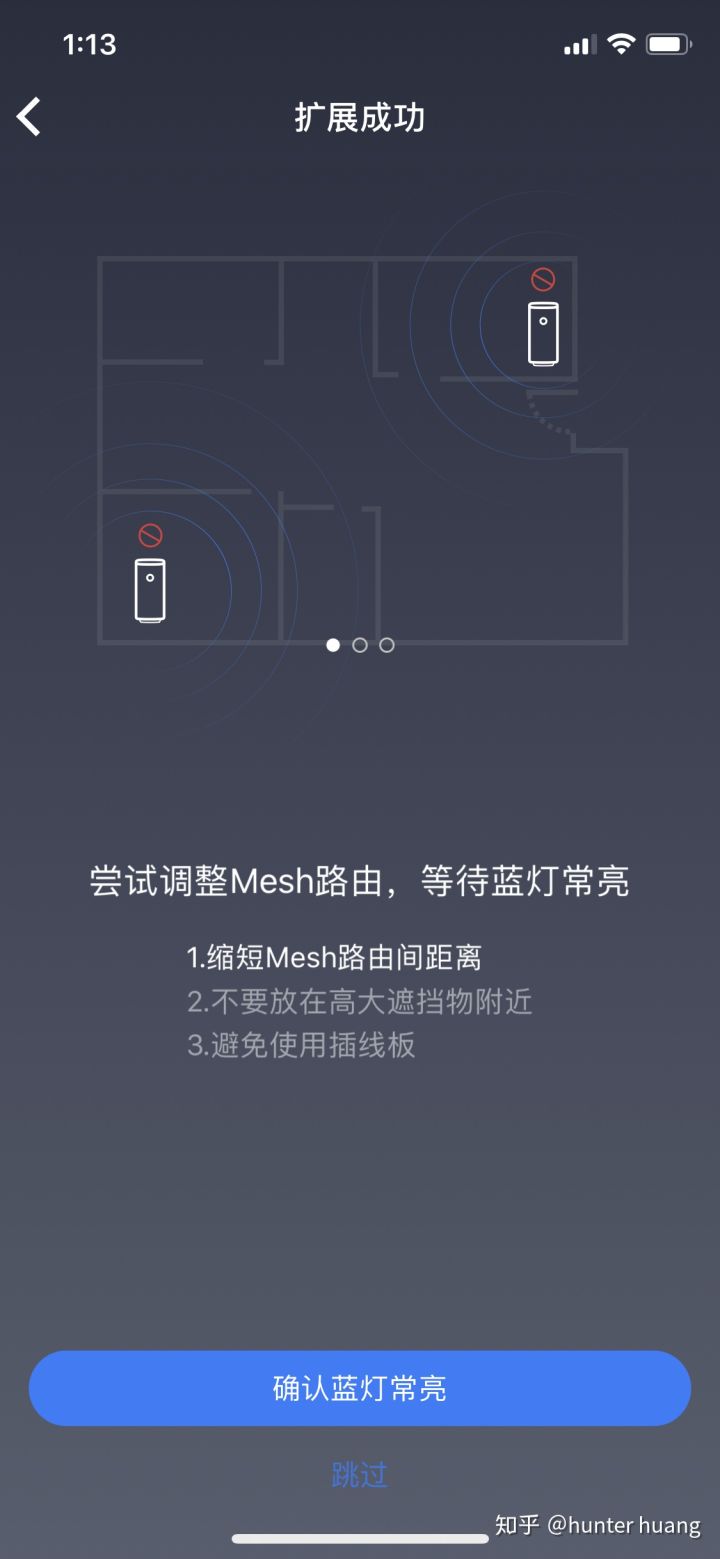 1:13
扩展成功
尝试调整Mesh路由，等待蓝灯常亮
1.缩短Mesh路由间距离
2.不要放在高大遮挡物附近
3.避免使用插线板
确认蓝灯常亮
跳过
知乎 @hunter huang